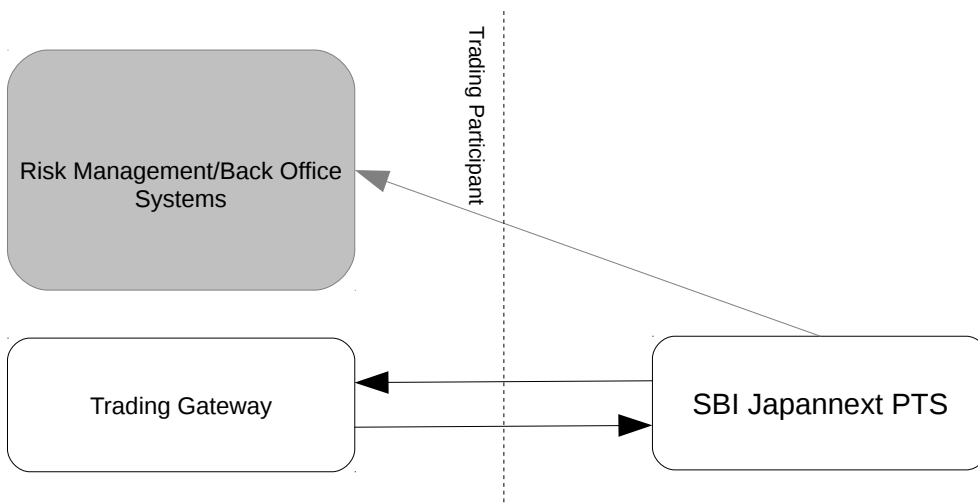 Trading Participant
Risk Management/Back Office
Systems
Trading Gateway
SBI Japannext PTS